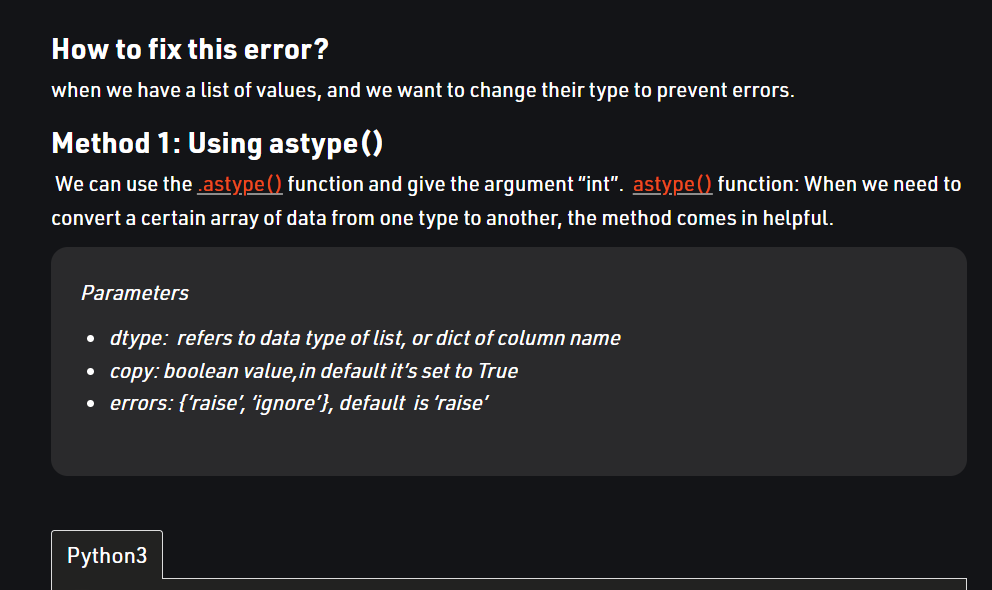 How to fix this error?
when we have a list of values, and we want to change their type to prevent errors.
Method 1: Using astype()
We can use the .astype() function and give the argument “int”.  astype() function: When we need to
convert a certain array of data from one type to another, the method comes in helpful.
Parameters
• dtype:  refers to data type of list, or dict of column name
• copy: boolean value,in default it’s set to True
• errors: {‘raise’, ‘ignore’}, default  is ‘raise’
Python3